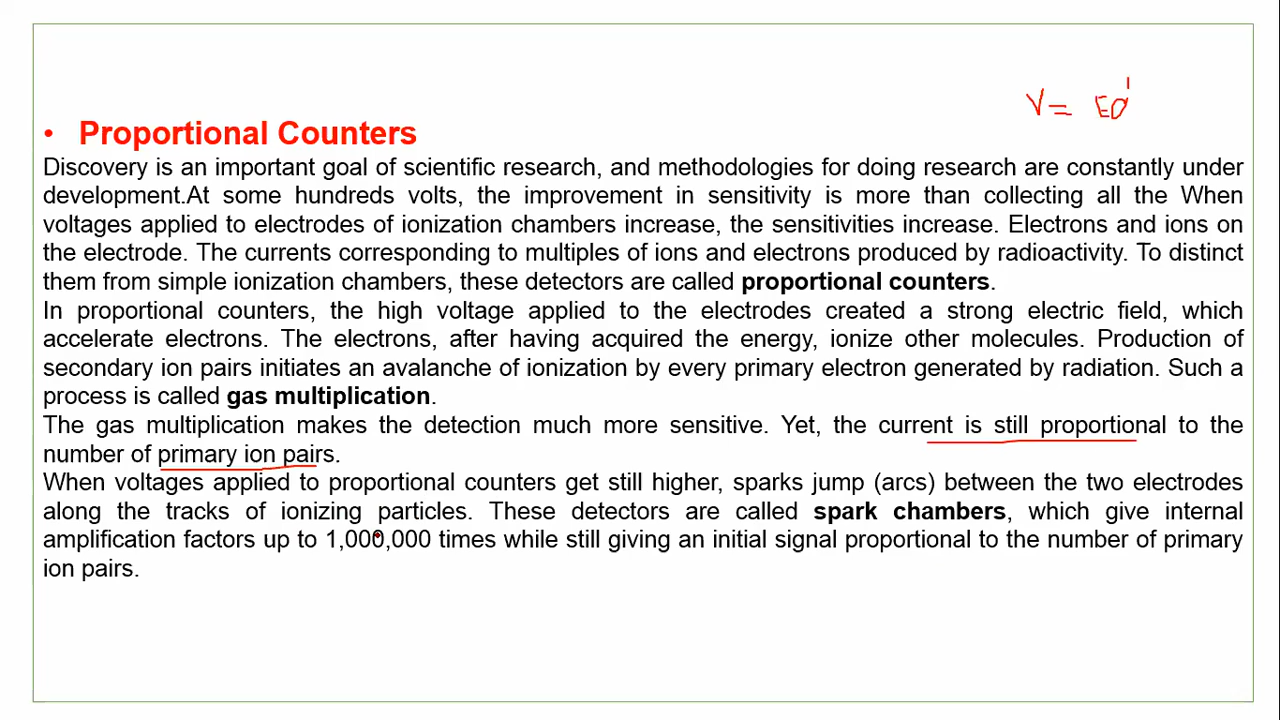 V = Ed
• Proportional Counters
Discovery is an important goal of scientific research, and methodologies for doing research are constantly under
development.At some hundreds volts, the improvement in sensitivity is more than collecting all the When
voltages applied to electrodes of ionization chambers increase, the sensitivities increase. Electrons and ions on
the electrode. The currents corresponding to multiples of ions and electrons produced by radioactivity. To distinct
them from simple ionization chambers, these detectors are called proportional counters.
In proportional counters, the high voltage applied to the electrodes created a strong electric field, which
accelerate electrons. The electrons, after having acquired the energy, ionize other molecules. Production of
secondary ion pairs initiates an avalanche of ionization by every primary electron generated by radiation. Such a
process is called gas multiplication.
The gas multiplication makes the detection much more sensitive. Yet, the current is still proportional to the
number of primary ion pairs.
When voltages applied to proportional counters get still higher, sparks jump (arcs) between the two electrodes
along the tracks of ionizing particles. These detectors are called spark chambers, which give internal
amplification factors up to 1,000,000 times while still giving an initial signal proportional to the number of primary
ion pairs.